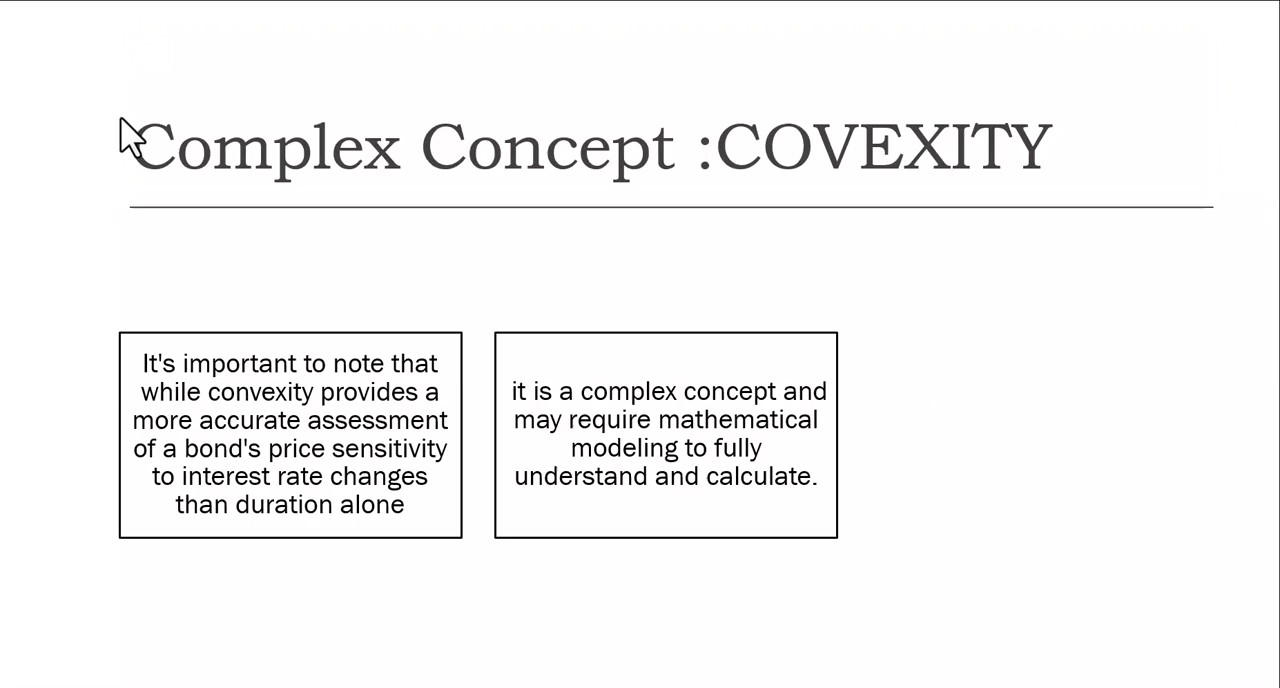 Complex Concept :COVEXITY
It's important to note that
while convexity provides a
more accurate assessment
of a bond's price sensitivity
to interest rate changes
than duration alone
it is a complex concept and
may require mathematical
modeling to fully
understand and calculate.